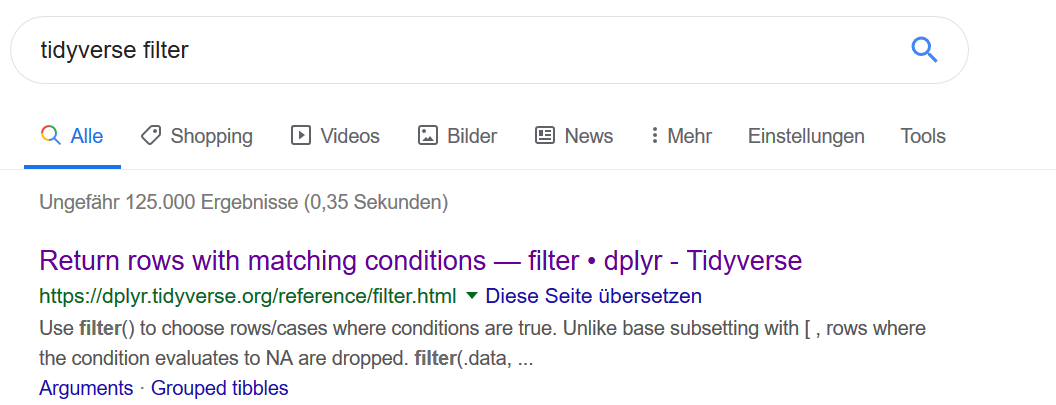 tidyverse filter
Alle Shopping Videos Bilder News Mehr Einstellungen Tools
Ungefähr 125.000 Ergebnisse (0,35 Sekunden)
Return rows with matching conditions — filter • dplyr - Tidyverse
https://dplyr.tidyverse.org/reference/filter.html Diese Seite übersetzen
Use filter() to choose rows/cases where conditions are true. Unlike base subsetting with [ , rows where
the condition evaluates to NA are dropped. filter(.data, ...
Arguments · Grouped tibbles